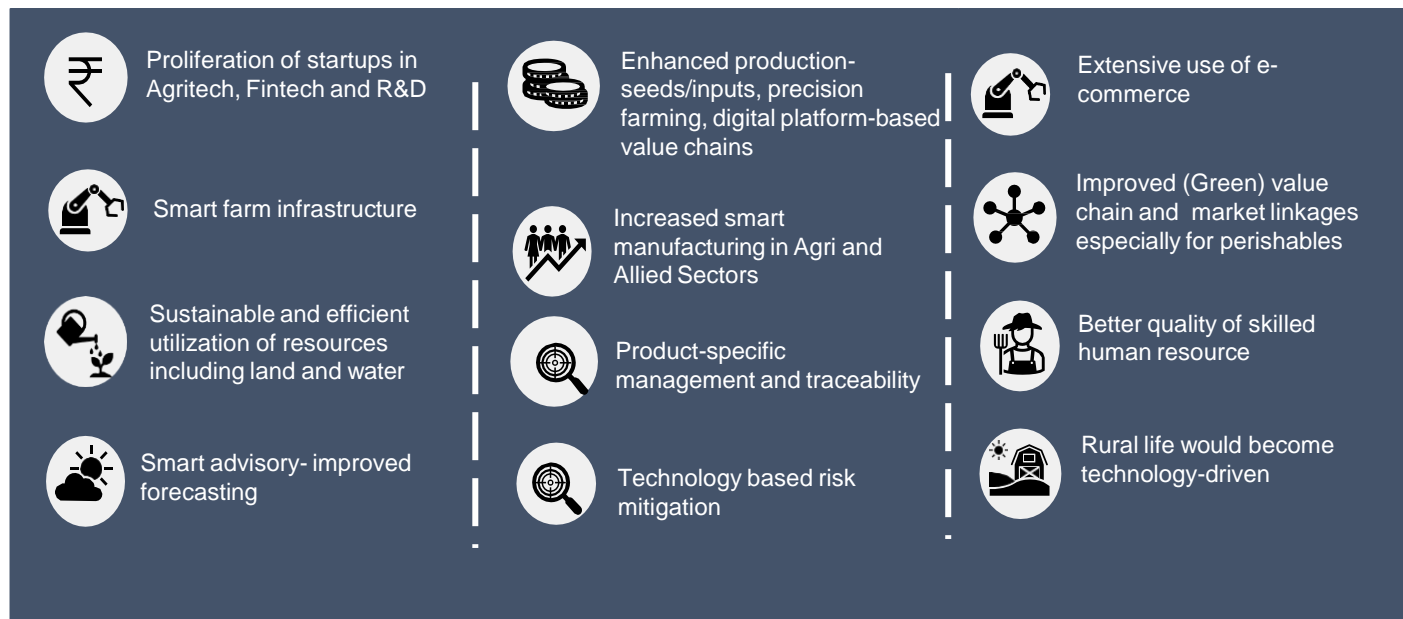 Proliferation of startups in
Agritech, Fintech and R&D
Smart farm infrastructure
Sustainable and efficient
utilization of resources
including land and water
Smart advisory- improved
forecasting
Enhanced production-
seeds/inputs, precision
farming, digital platform-based
value chains
Increased smart
manufacturing in Agri and
Allied Sectors
Product-specific
management and traceability
Technology based risk
mitigation
Extensive use of e-
commerce
Improved (Green) value
chain and  market linkages
especially for perishables
Better quality of skilled
human resource
Rural life would become
technology-driven